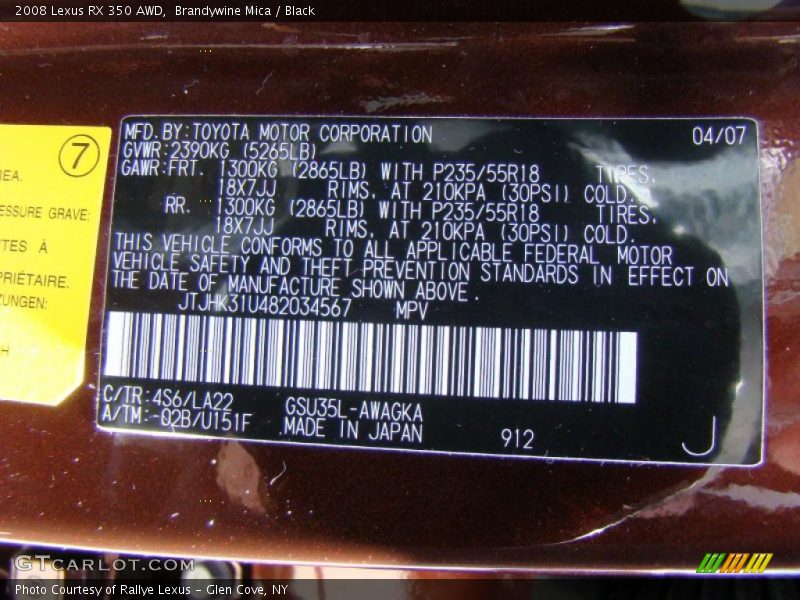 2008 Lexus RX 350 AWD, Brandywine Mica / Black
7
ESSURE GRAVE:
À
PRIÉTAIRE.
MFD. BY: TOYOTA MOTOR CORPORATION 04/07
GVWR: 2390KG (5265LB)
GAWR: FRT. 1300KG (2865LB) WITH P235/55R18 TIRES,
18X7JJ RIMS, AT 210KPA (30PSI) COLD.
RR. 1300KG (2865LB) WITH P235/55R18 TIRES,
18X7JJ RIMS, AT 210KPA (30PSI) COLD.
THIS VEHICLE CONFORMS TO ALL APPLICABLE FEDERAL MOTOR
VEHICLE SAFETY AND THEFT PREVENTION STANDARDS IN EFFECT ON
THE DATE OF MANUFACTURE SHOWN ABOVE.
JTJHK31U482034567 MPV
C/TR: 4S6/LA22 GSU35L-AWAGKA
A/TM: -02B/U151F MADE IN JAPAN 912 J
GTCARLOT.COM
Photo Courtesy of Rallye Lexus - Glen Cove, NY